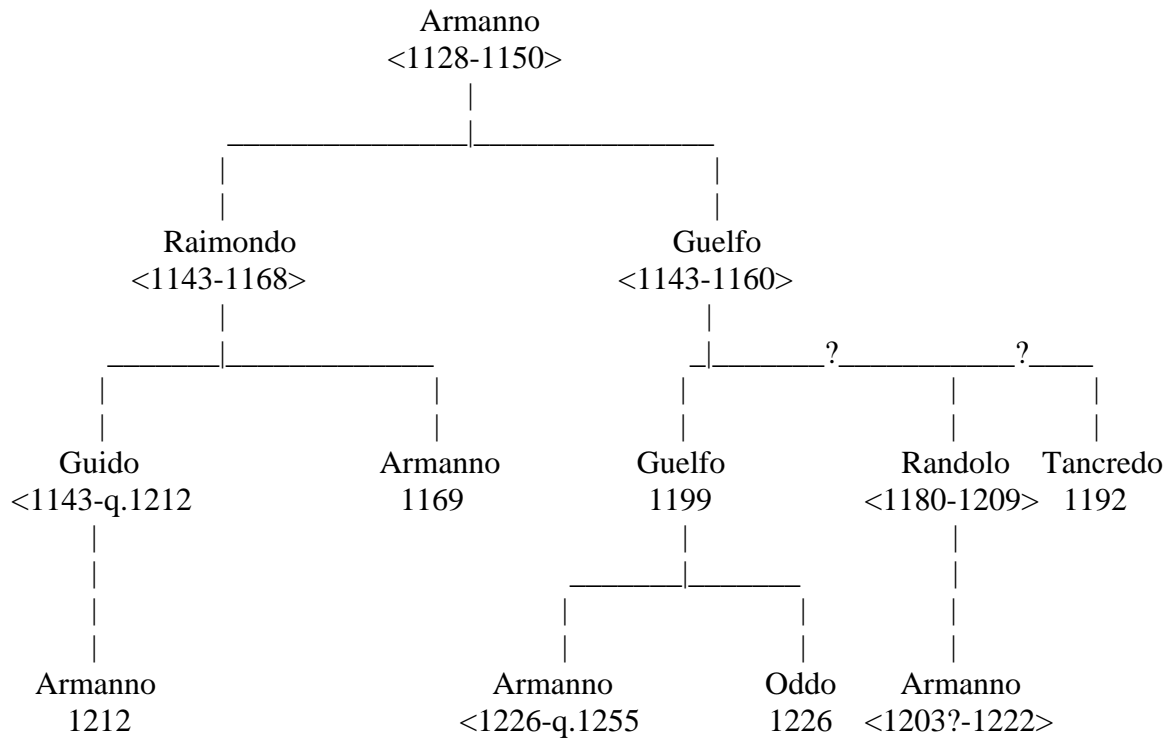 Armanno
<1128-1150>
Raimondo Guelfo
<1143-1168> <1143-1160>
? ?
Guido Armanno Guelfo Randolo Tancredo
<1143-q.1212 1169 1199 <1180-1209> 1192
Armanno Armanno Oddo Armanno
1212 <1226-q.1255 1226 <1203?-1222>